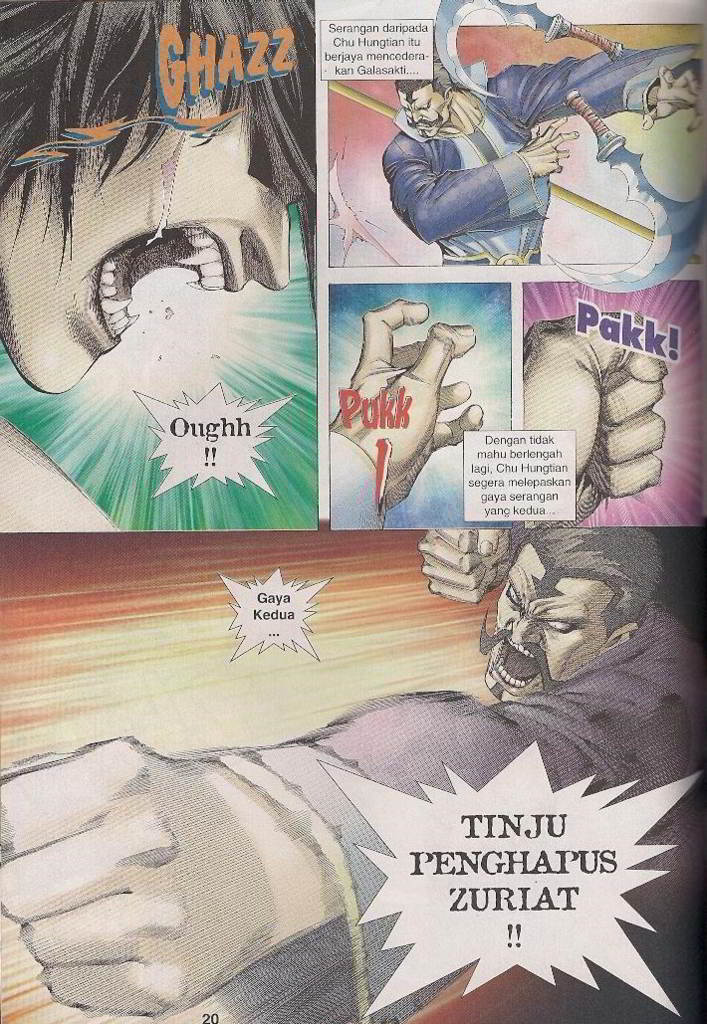 GHAZZ
Oughh
!!
Serangan daripada
Chu Hungtian itu
berjaya mencedera-
kan Galasakti....
Pukk
!
Pakk!
Dengan tidak
mahu berlengah
lagi, Chu Hungtian
segera melepaskan
gaya serangan
yang kedua...
Gaya
Kedua
...
TINJU
PENGHAPUS
ZURIAT
!!
20